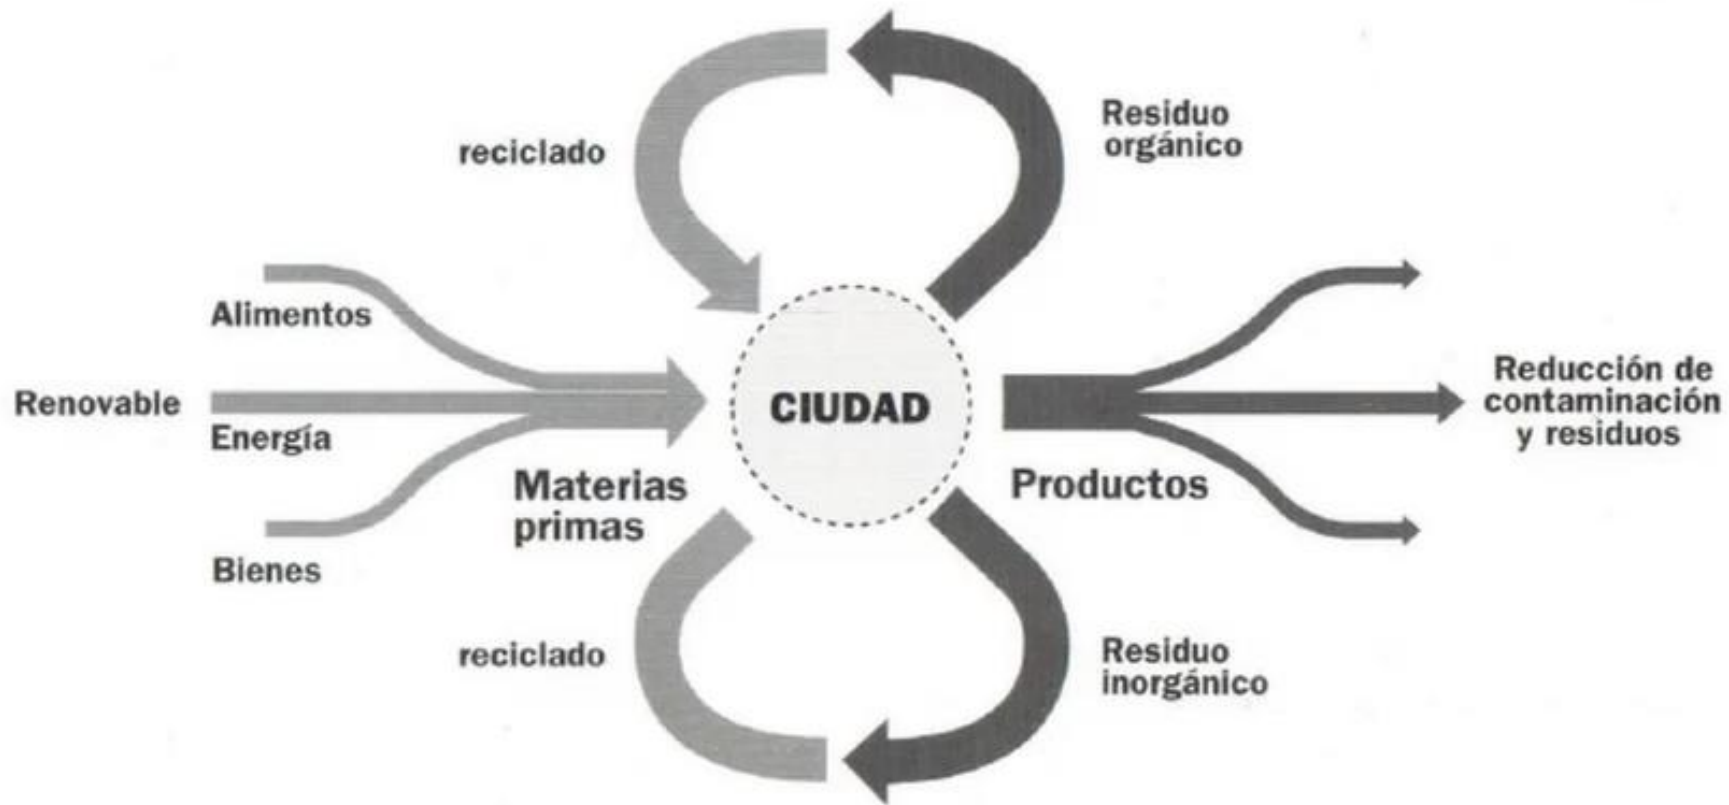 Residuo
orgánico
reciclado
Alimentos
Renovable
Energía
Bienes
Materias
primas
CIUDAD
Productos
Reducción de
contaminación
y residuos
reciclado
Residuo
inorgánico